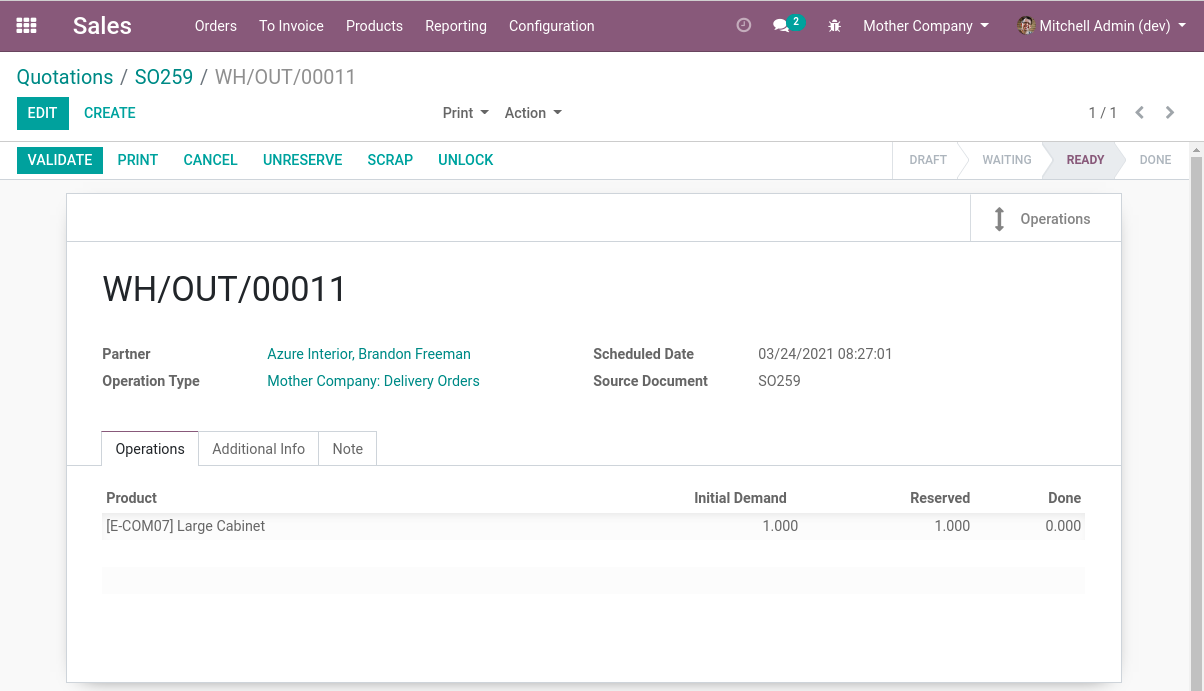 Sales Orders To Invoice Products Reporting Configuration 2 Mother Company Mitchell Admin (dev)
Quotations / SO259 / WH/OUT/00011
EDIT CREATE Print Action 1 / 1
VALIDATE PRINT CANCEL UNRESERVE SCRAP UNLOCK DRAFT WAITING READY DONE
Operations
WH/OUT/00011
Partner Azure Interior, Brandon Freeman Scheduled Date 03/24/2021 08:27:01
Operation Type Mother Company: Delivery Orders Source Document SO259
Operations Additional Info Note
Product Initial Demand Reserved Done
[E-COM07] Large Cabinet 1.000 1.000 0.000